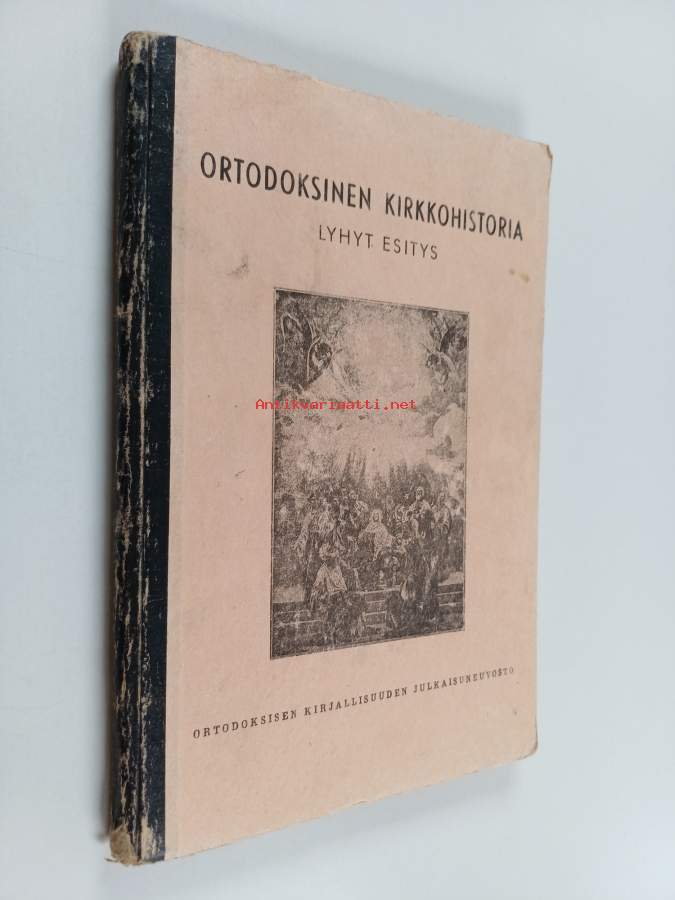 ORTODOKSINEN KIRKKOHISTORIA
LYHYT ESITYS
Antikvariaatti.net
ORTODOKSISEN KIRJALLISUUDEN JULKAISUNEUVOSTO